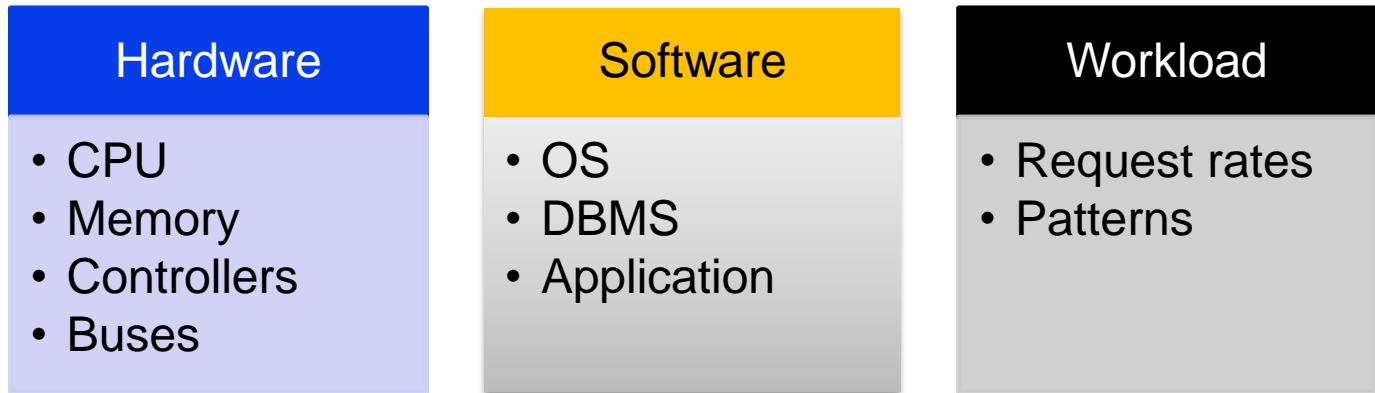 Hardware
• CPU
• Memory
• Controllers
• Buses
Software
• OS
• DBMS
• Application
Workload
• Request rates
• Patterns